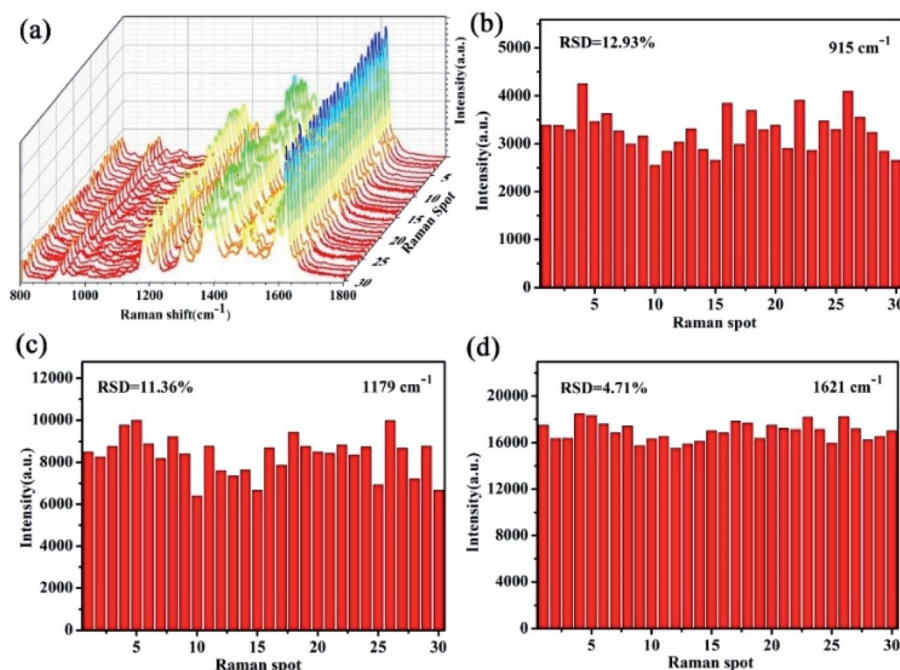 (a)
Intensity(a.u.)
5
10
15
20
25
30
Raman Spot
800 1000 1200 1400 1600 1800
Raman shift(cm⁻¹)
(b)
RSD=12.93% 915 cm⁻¹
5000
4000
3000
2000
1000
0
Intensity(a.u.)
5 10 15 20 25 30
Raman spot
(c)
RSD=11.36% 1179 cm⁻¹
12000
10000
8000
6000
4000
2000
0
Intensity(a.u.)
5 10 15 20 25 30
Raman spot
(d)
RSD=4.71% 1621 cm⁻¹
20000
16000
12000
8000
4000
0
Intensity(a.u.)
5 10 15 20 25 30
Raman spot